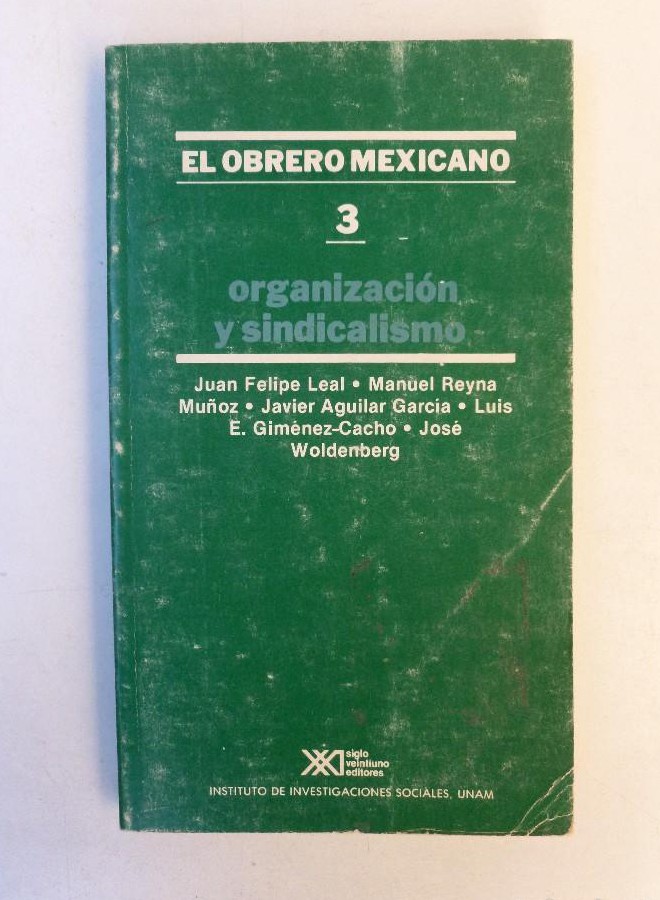 EL OBRERO MEXICANO
3
organización
y sindicalismo
Juan Felipe Leal • Manuel Reyna
Muñoz • Javier Aguilar García • Luis
E. Giménez-Cacho • José
Woldenberg
siglo
veintiuno
editores
INSTITUTO DE INVESTIGACIONES SOCIALES, UNAM